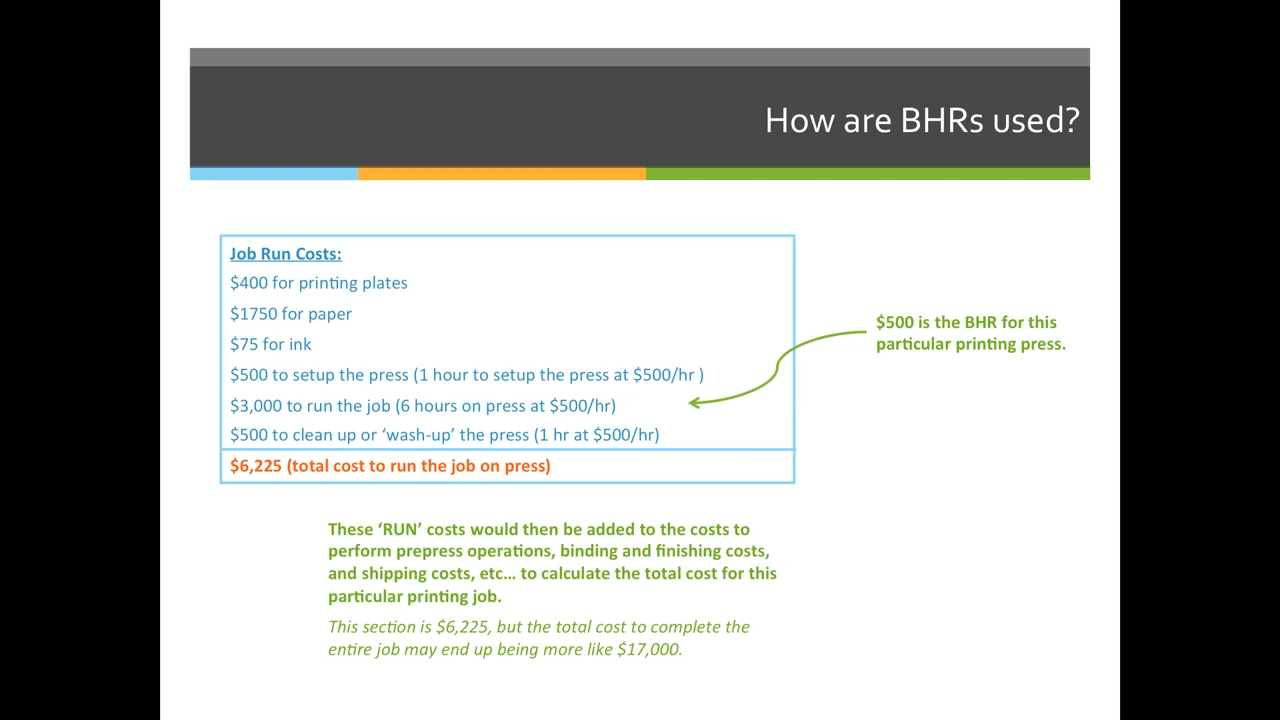 How are BHRs used?
Job Run Costs:
$400 for printing plates
$1750 for paper
$75 for ink
$500 to setup the press (1 hour to setup the press at $500/hr )
$3,000 to run the job (6 hours on press at $500/hr)
$500 to clean up or ‘wash-up’ the press (1 hr at $500/hr)
$6,225 (total cost to run the job on press)
$500 is the BHR for this
particular printing press.
These ‘RUN’ costs would then be added to the costs to
perform prepress operations, binding and finishing costs,
and shipping costs, etc… to calculate the total cost for this
particular printing job.
This section is $6,225, but the total cost to complete the
entire job may end up being more like $17,000.